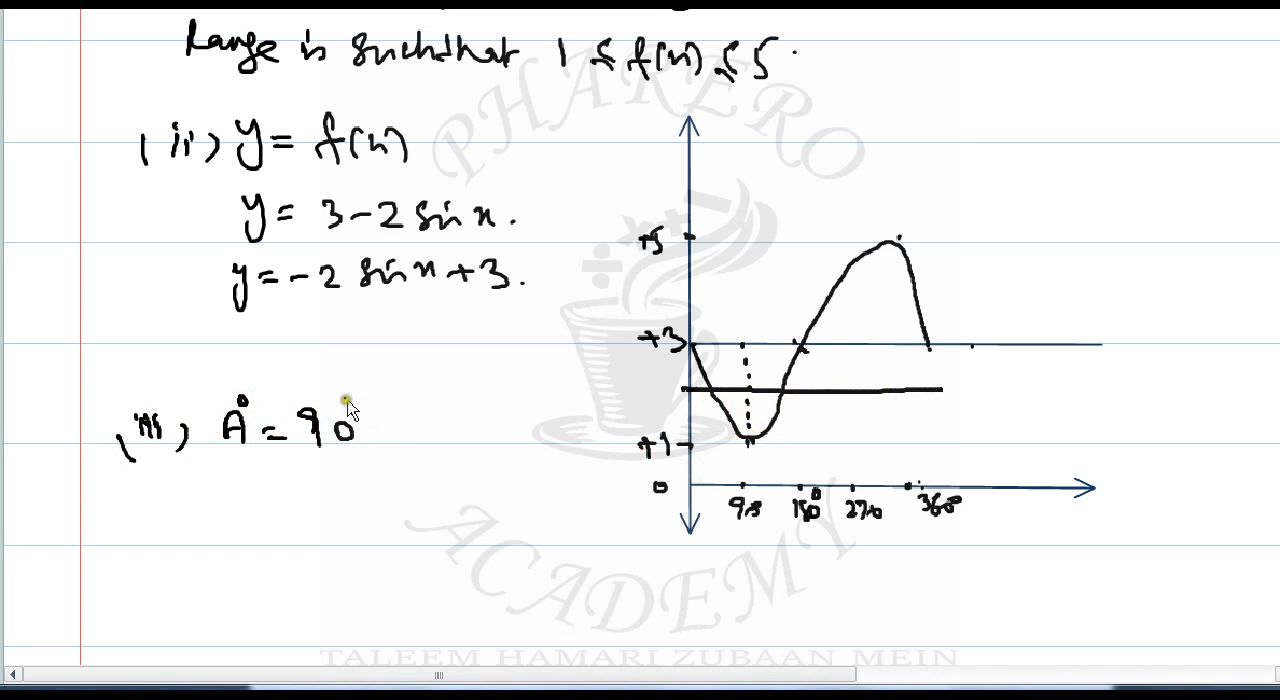 Range is such that 1 ≤ f(x) ≤ 5.
(ii) y = f(x)
y = 3 - 2 sin x.
y = -2 sin x + 3.
(iii) A° = 90
+5
+3
+1
0
90 180° 270 360°
PHAKERO
ACADEMY
TALEEM HAMARI ZUBAAN MEIN